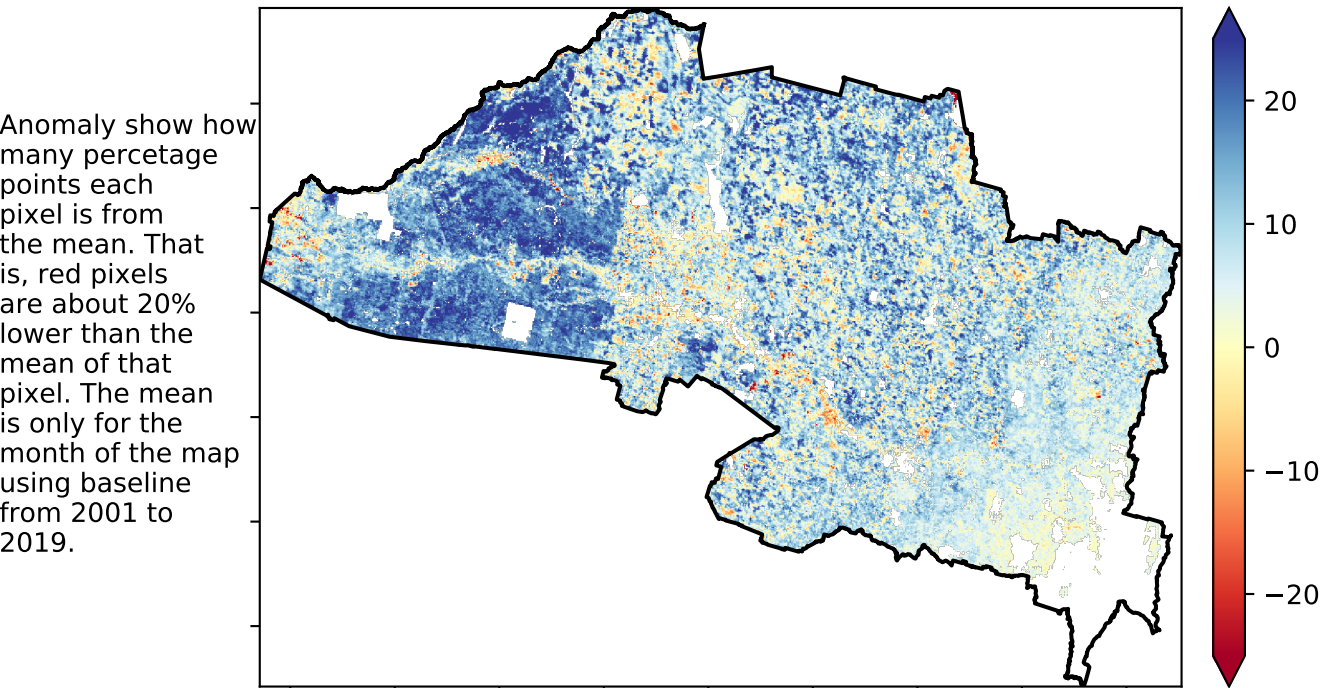 Anomaly show how
many percetage
points each
pixel is from
the mean. That
is, red pixels
are about 20%
lower than the
mean of that
pixel. The mean
is only for the
month of the map
using baseline
from 2001 to
2019.
20
10
0
−10
−20